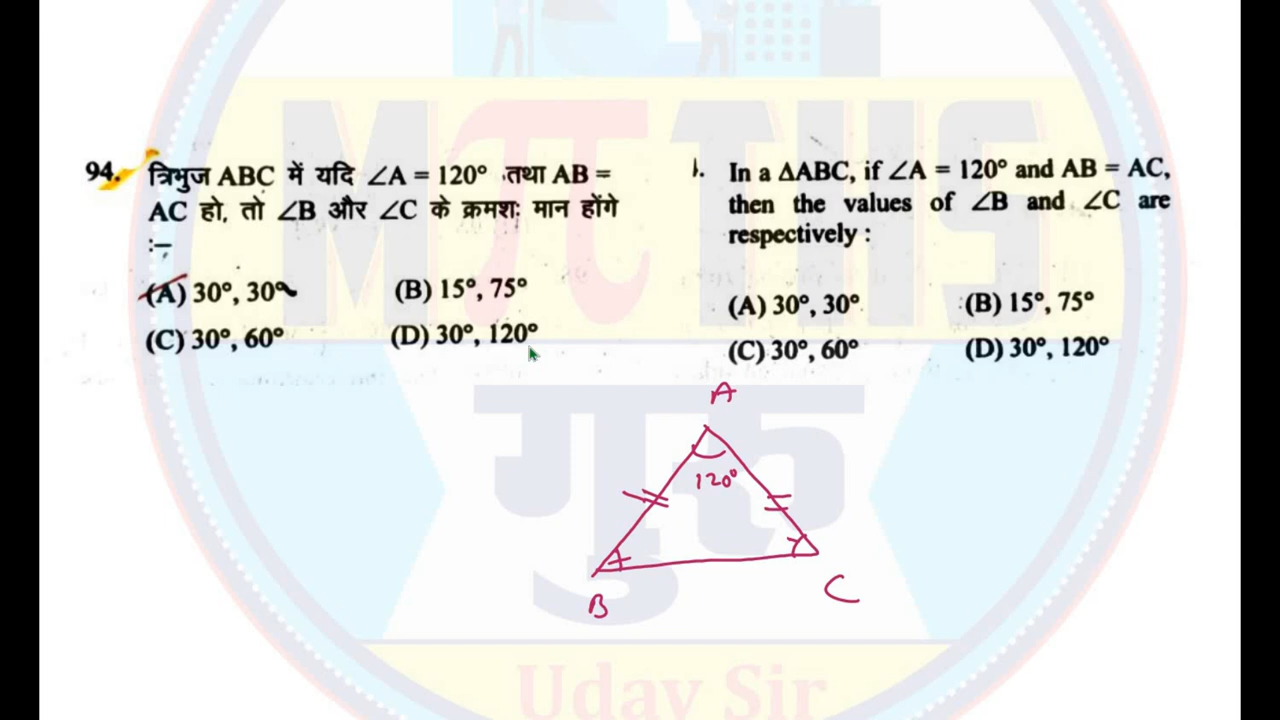 94. त्रिभुज ABC में यदि ∠A = 120° तथा AB =
AC हो, तो ∠B और ∠C के क्रमशः मान होंगे
:–
(A) 30°, 30° (B) 15°, 75°
(C) 30°, 60° (D) 30°, 120°
. In a ΔABC, if ∠A = 120° and AB = AC,
then the values of ∠B and ∠C are
respectively :
(A) 30°, 30° (B) 15°, 75°
(C) 30°, 60° (D) 30°, 120°
A
120°
B
C
MπTHS
गुरु
Uday Sir